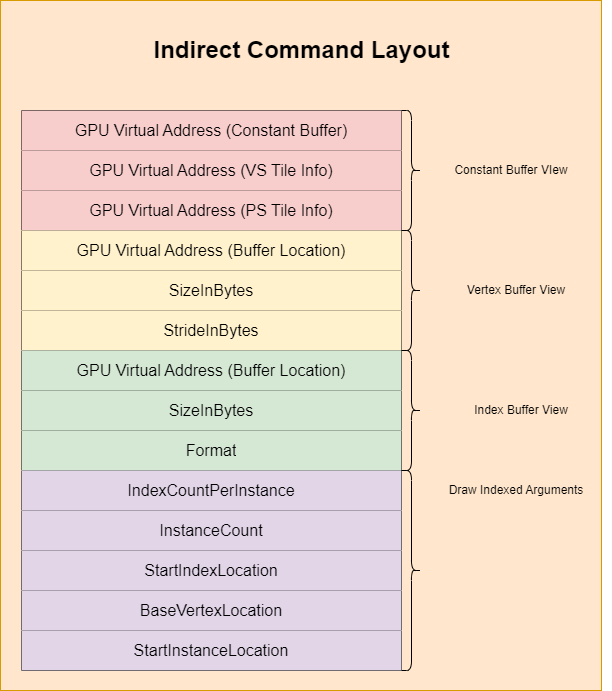 Indirect Command Layout
GPU Virtual Address (Constant Buffer)
GPU Virtual Address (VS Tile Info)
Constant Buffer VIew
GPU Virtual Address (PS Tile Info)
GPU Virtual Address (Buffer Location)
SizeInBytes
Vertex Buffer View
StrideInBytes
GPU Virtual Address (Buffer Location)
SizeInBytes
Index Buffer View
Format
IndexCountPerInstance
Draw Indexed Arguments
InstanceCount
StartIndexLocation
BaseVertexLocation
StartInstanceLocation